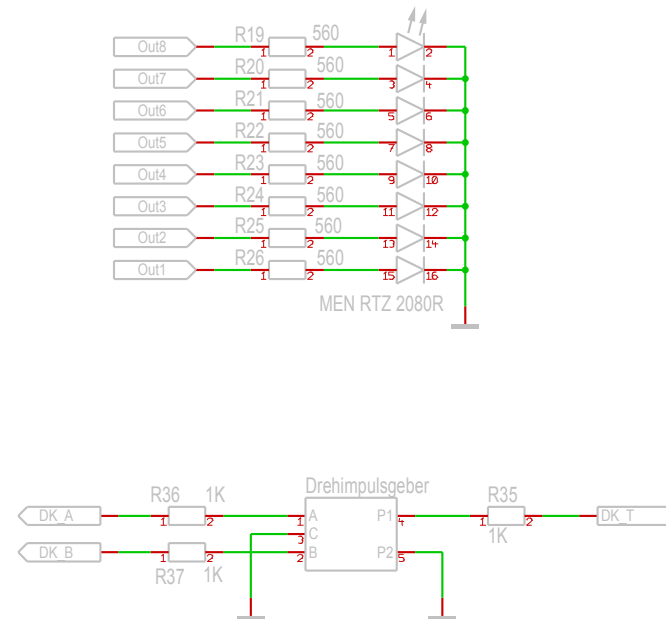 R19 560
Out8 1 2 1 2
R20 560
Out7 1 2 3 4
R21 560
Out6 1 2 5 6
R22 560
Out5 1 2 7 8
R23 560
Out4 1 2 9 10
R24 560
Out3 1 2 11 12
R25 560
Out2 1 2 13 14
R26 560
Out1 1 2 15 16
MEN RTZ 2080R
Drehimpulsgeber
R36 1K R35
DK_A 1 2 1 A P1 4 1 2 DK_T
3 C 1K
DK_B 1 2 2 B P2 5
R37 1K